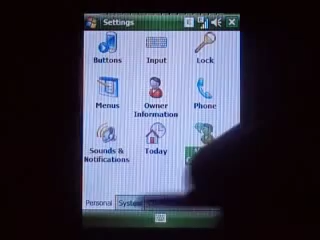 Settings
Buttons
Input
Lock
Menus
Owner
Information
Phone
Sounds &
Notifications
Today
Personal
System